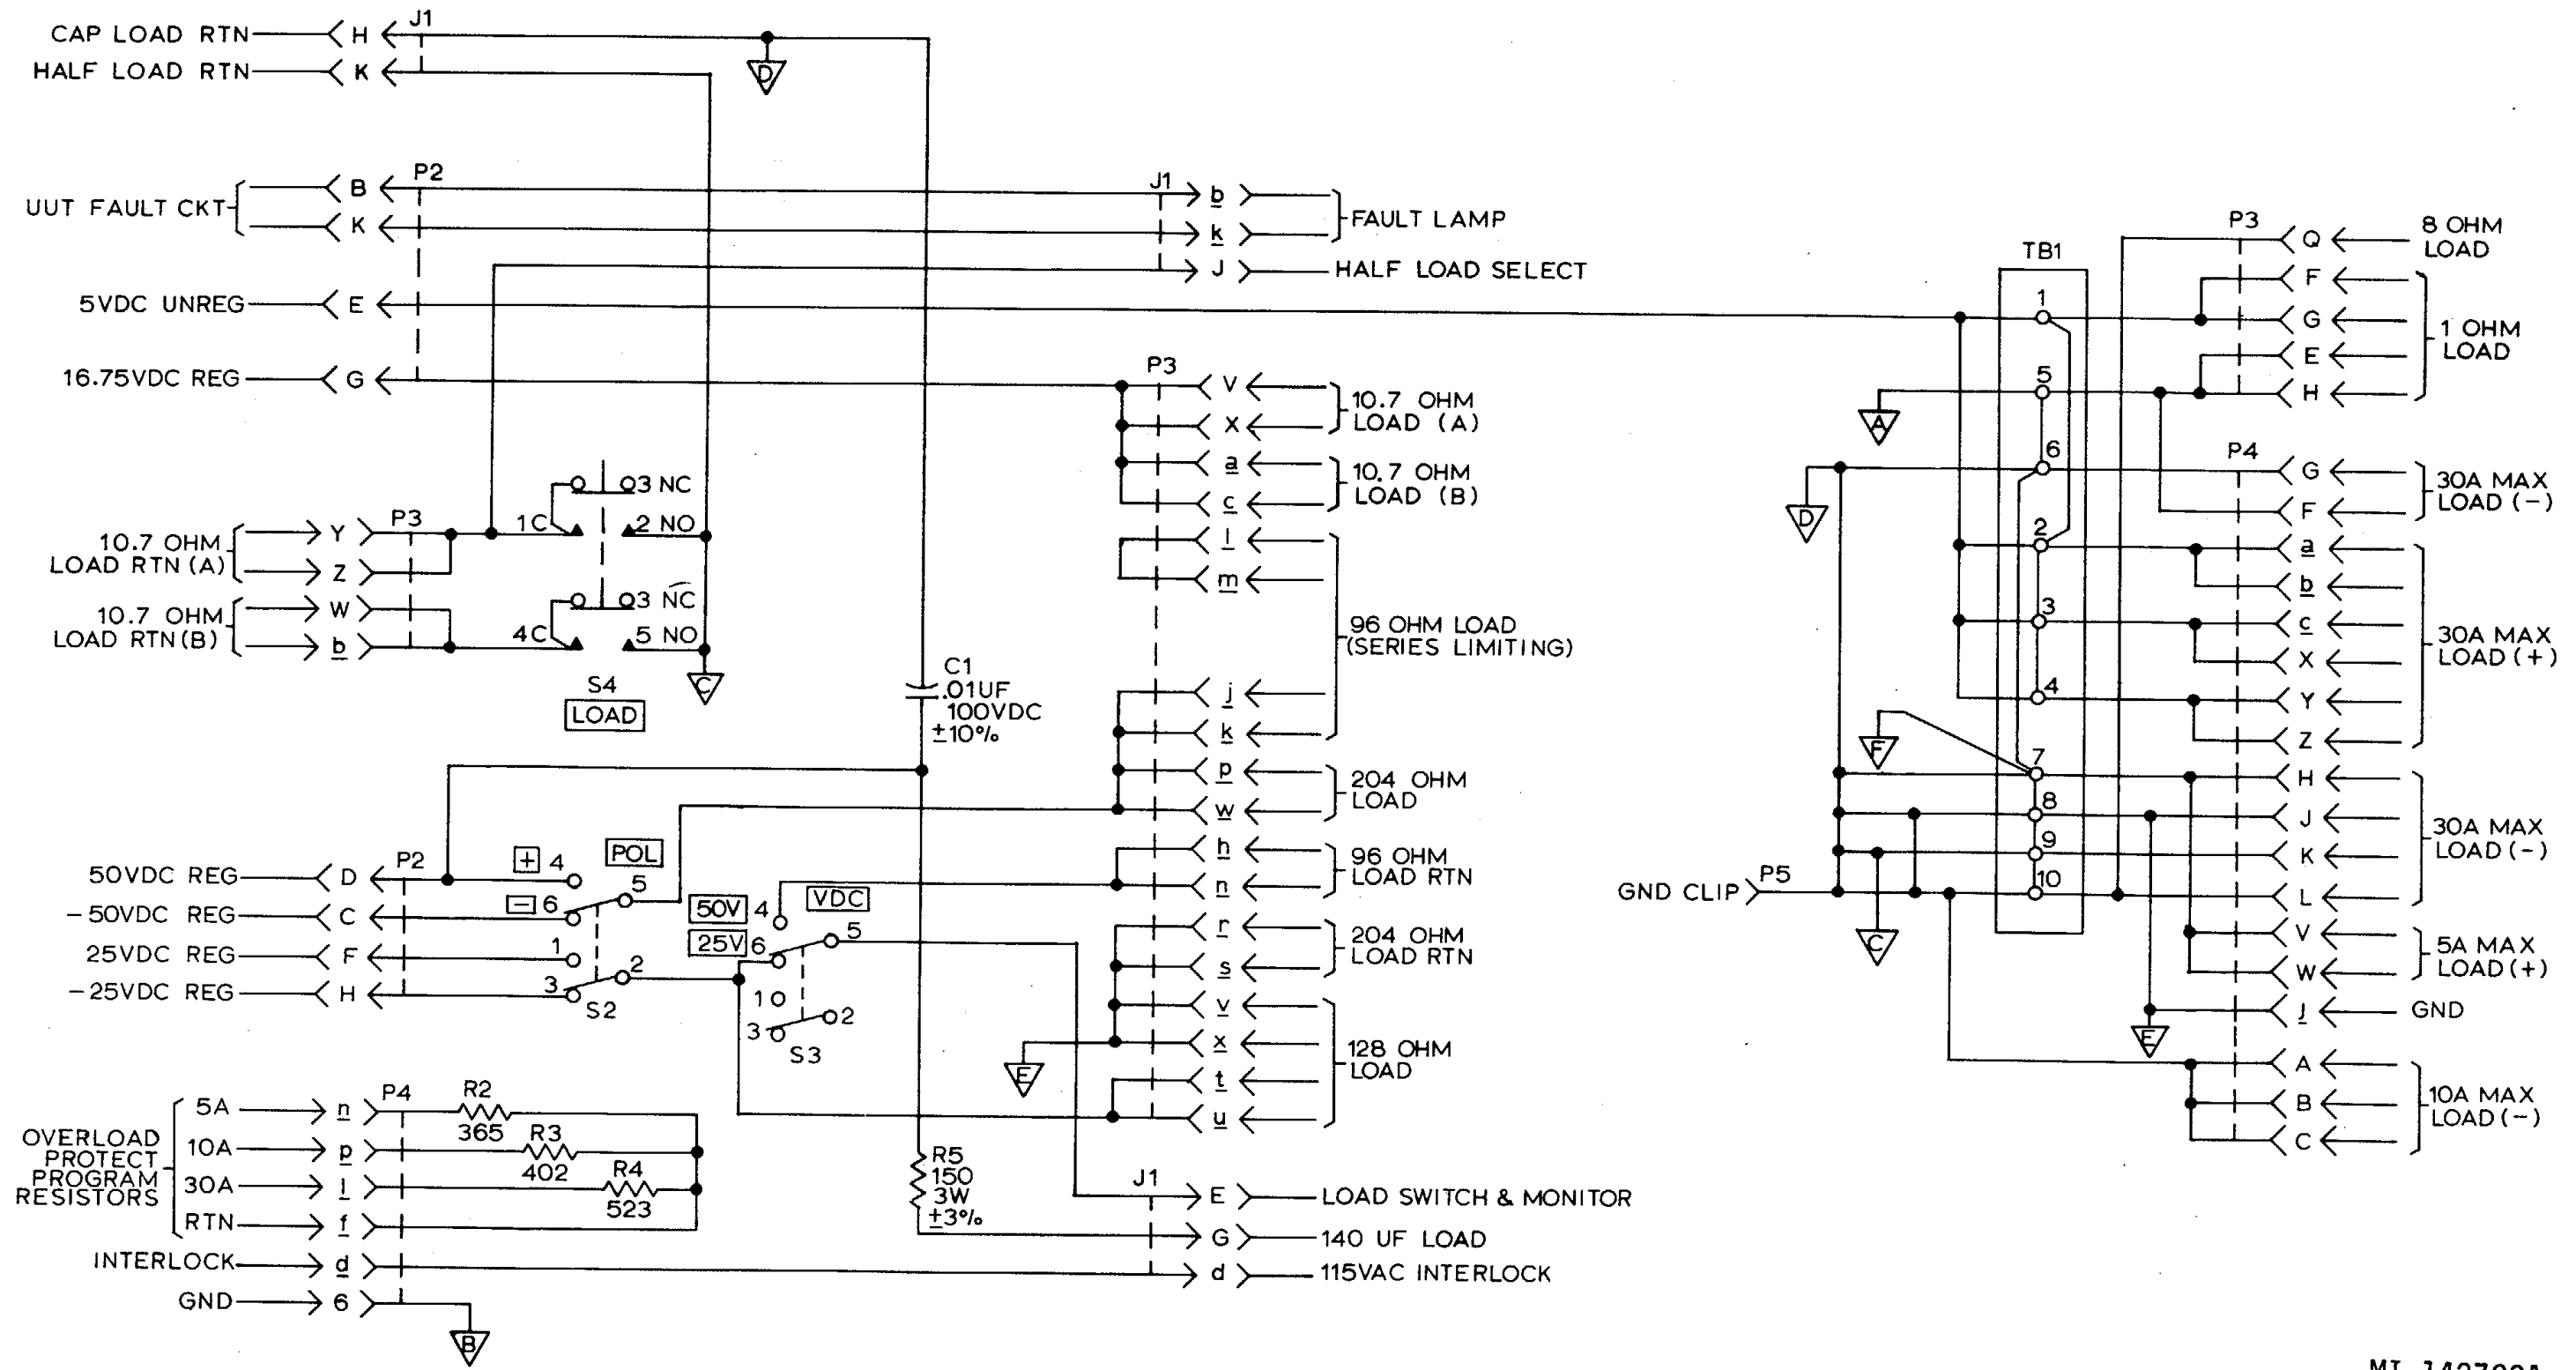 CAP LOAD RTN H J1
HALF LOAD RTN K
D
UUT FAULT CKT B P2
K
J1 b FAULT LAMP
k
J HALF LOAD SELECT
5VDC UNREG E
16.75VDC REG G
P3 V 10.7 OHM
X LOAD (A)
a 10.7 OHM
c LOAD (B)
l
m
96 OHM LOAD
(SERIES LIMITING)
j
k
p 204 OHM
w LOAD
h 96 OHM
n LOAD RTN
r 204 OHM
s LOAD RTN
v
x 128 OHM
t LOAD
u
E
10.7 OHM Y P3
LOAD RTN (A) Z
10.7 OHM W
LOAD RTN (B) b
3 NC
1C 2 NO
3 NC
4C 5 NO
C
S4
LOAD
C1
.01UF
100VDC
±10%
50VDC REG D P2
-50VDC REG C
25VDC REG F
-25VDC REG H
+ 4 POL
- 6 5
1
3 2
S2
50V 4 VDC
25V 6 5
1
3 2
S3
OVERLOAD
PROTECT
PROGRAM
RESISTORS
5A n P4 R2
365
10A p R3
402
30A l R4
523
RTN f
INTERLOCK d
GND 6
B
R5
150
3W
±3%
J1 E LOAD SWITCH & MONITOR
G 140 UF LOAD
d 115VAC INTERLOCK
TB1
1
5
6
2
3
4
7
8
9
10
A
D
F
C
E
GND CLIP P5
P3 Q 8 OHM
LOAD
F
G 1 OHM
E LOAD
H
P4 G 30A MAX
F LOAD (-)
a
b
c 30A MAX
X LOAD (+)
Y
Z
H
J 30A MAX
K LOAD (-)
L
V 5A MAX
W LOAD (+)
J GND
A
B 10A MAX
C LOAD (-)